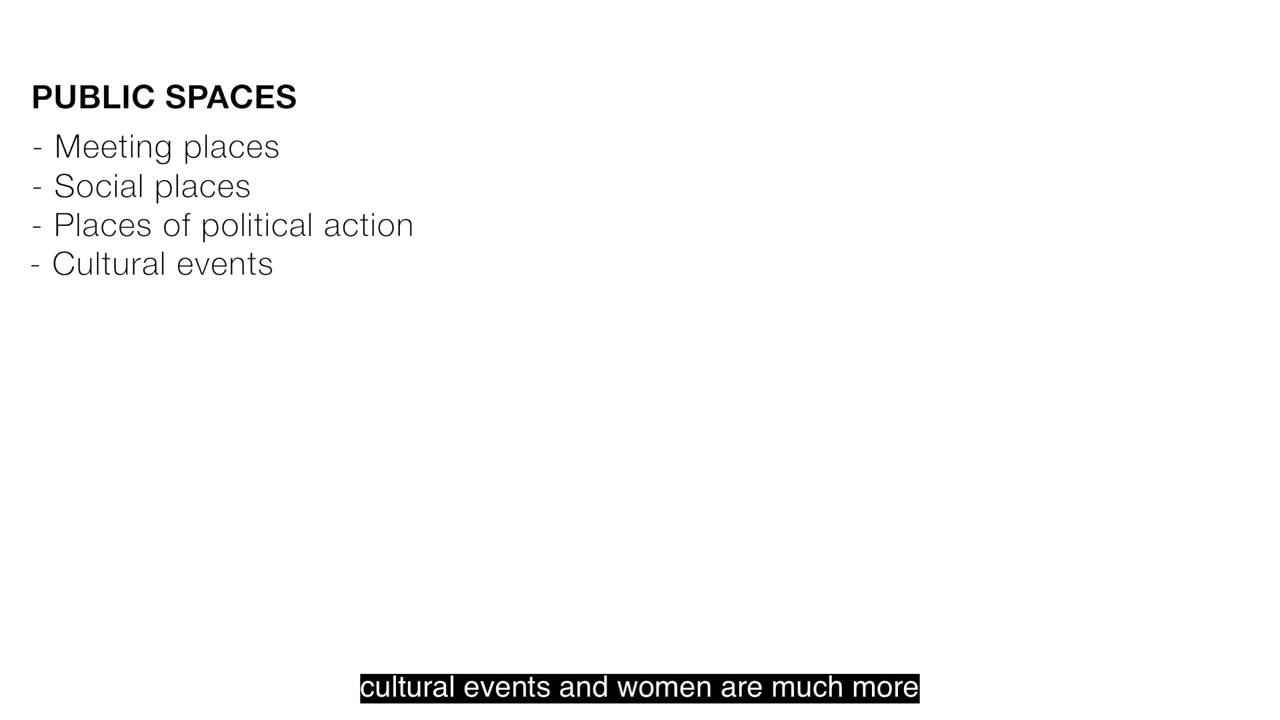 PUBLIC SPACES
- Meeting places
- Social places
- Places of political action
- Cultural events
cultural events and women are much more